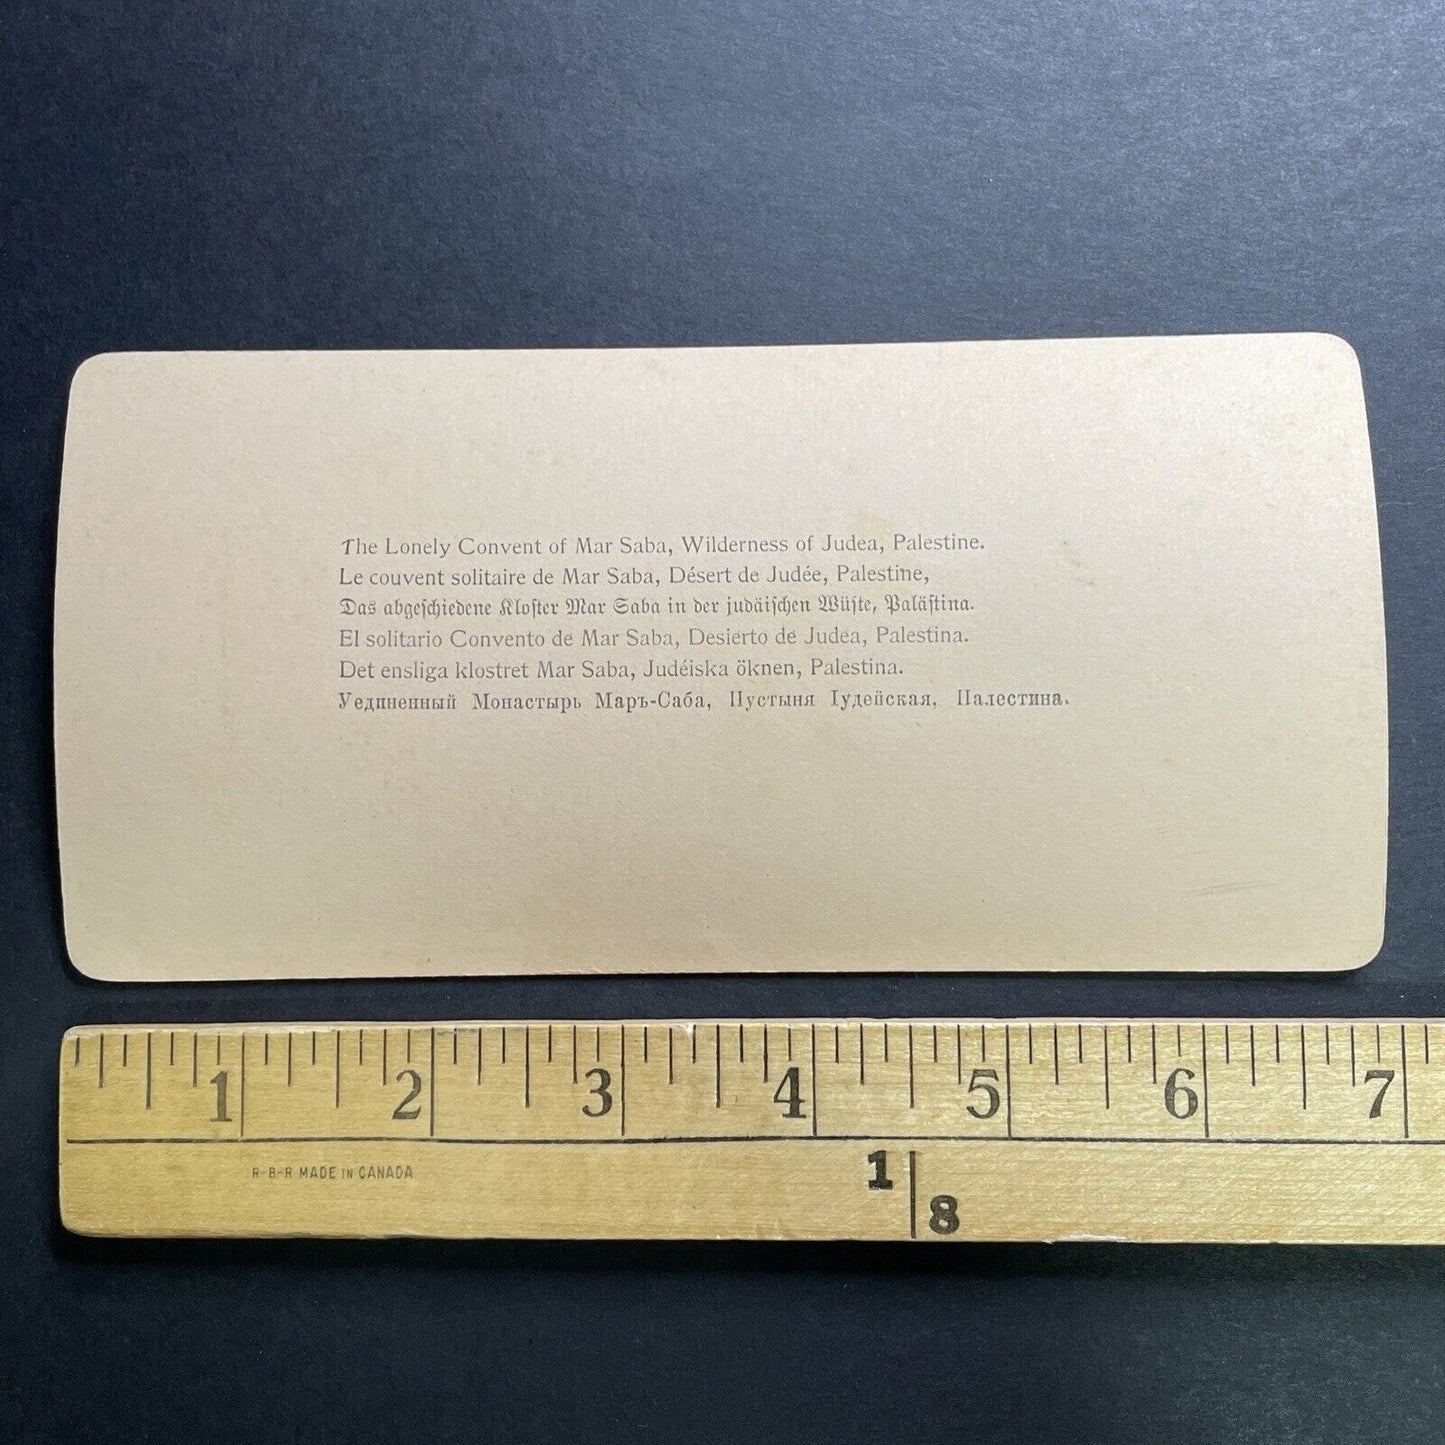 The Lonely Convent of Mar Saba, Wilderness of Judea, Palestine.
Le couvent solitaire de Mar Saba, Désert de Judée, Palestine,
Das abgeschiedene Kloster Mar Saba in der judäischen Wüste, Palästina.
El solitario Convento de Mar Saba, Desierto de Judea, Palestina.
Det ensliga klostret Mar Saba, Judéiska öknen, Palestina.
Уединенный Монастырь Маръ-Саба, Пустыня Іудейская, Палестина.
1 2 3 4 5 6 7
R-B-R MADE IN CANADA
1
8